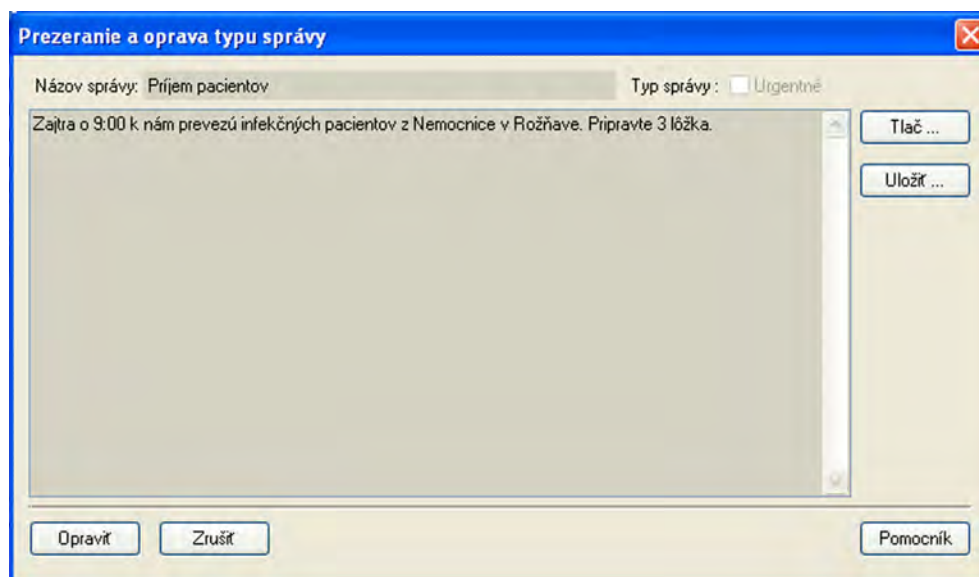 Prezeranie a oprava typu správy
Názov správy: Príjem pacientov Typ správy : Urgentné
Zajtra o 9:00 k nám prevezú infekčných pacientov z Nemocnice v Rožňave. Pripravte 3 lôžka.
Tlač ...
Uložiť ...
Opraviť Zrušiť Pomocník